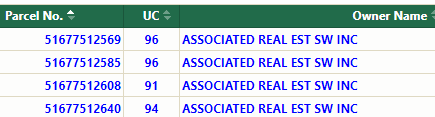 Parcel No. UC Owner Name
51677512569 96 ASSOCIATED REAL EST SW INC
51677512585 96 ASSOCIATED REAL EST SW INC
51677512608 91 ASSOCIATED REAL EST SW INC
51677512640 94 ASSOCIATED REAL EST SW INC